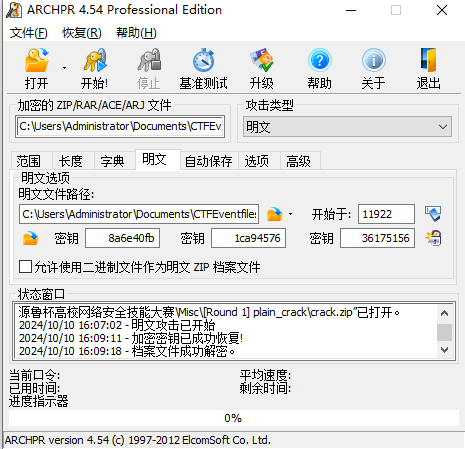 ARCHPR 4.54 Professional Edition
文件(F) 恢复(R) 帮助(H)
打开 开始! 停止 基准测试 升级 帮助 关于 退出
加密的 ZIP/RAR/ACE/ARJ 文件 攻击类型
C:\Users\Administrator\Documents\CTFEv 明文
范围 长度 字典 明文 自动保存 选项 高级
明文选项
明文文件路径:
C:\Users\Administrator\Documents\CTFEventfiles 开始于: 11922
密钥 8a6e40fb 密钥 1ca94576 密钥 36175156
允许使用二进制文件作为明文 ZIP 档案文件
状态窗口
源鲁杯高校网络安全技能大赛\Misc\[Round 1] plain_crack\crack.zip"已打开。
2024/10/10 16:07:02 - 明文攻击已开始
2024/10/10 16:09:11 - 加密密钥已成功恢复!
2024/10/10 16:09:18 - 档案文件成功解密。
当前口令: 平均速度:
已用时间: 剩余时间:
进度指示器
0%
ARCHPR version 4.54 (c) 1997-2012 ElcomSoft Co. Ltd.